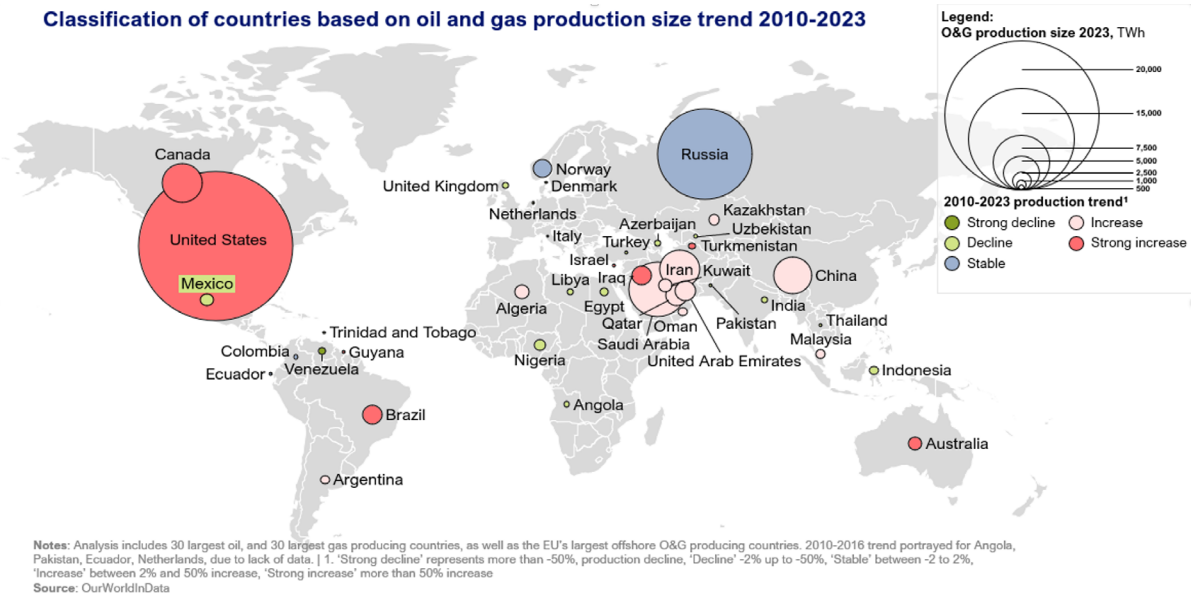 Classification of countries based on oil and gas production size trend 2010-2023
Legend:
O&G production size 2023, TWh
20,000
15,000
7,500
5,000
2,500
1,000
500
2010-2023 production trend¹
Strong decline
Increase
Decline
Strong increase
Stable
Canada
United States
Mexico
Trinidad and Tobago
Colombia
Guyana
Venezuela
Ecuador
Brazil
Argentina
Russia
Norway
United Kingdom
Denmark
Netherlands
Italy
Kazakhstan
Azerbaijan
Uzbekistan
Turkey
Turkmenistan
Israel
Iraq
Iran
Kuwait
China
Libya
Algeria
Egypt
India
Qatar
Oman
Pakistan
Thailand
Saudi Arabia
Malaysia
Nigeria
United Arab Emirates
Indonesia
Angola
Australia
Notes: Analysis includes 30 largest oil, and 30 largest gas producing countries, as well as the EU's largest offshore O&G producing countries. 2010-2016 trend portrayed for Angola,
Pakistan, Ecuador, Netherlands, due to lack of data. | 1. 'Strong decline' represents more than -50%, production decline, 'Decline' -2% up to -50%, 'Stable' between -2 to 2%,
'Increase' between 2% and 50% increase, 'Strong increase' more than 50% increase
Source: OurWorldInData